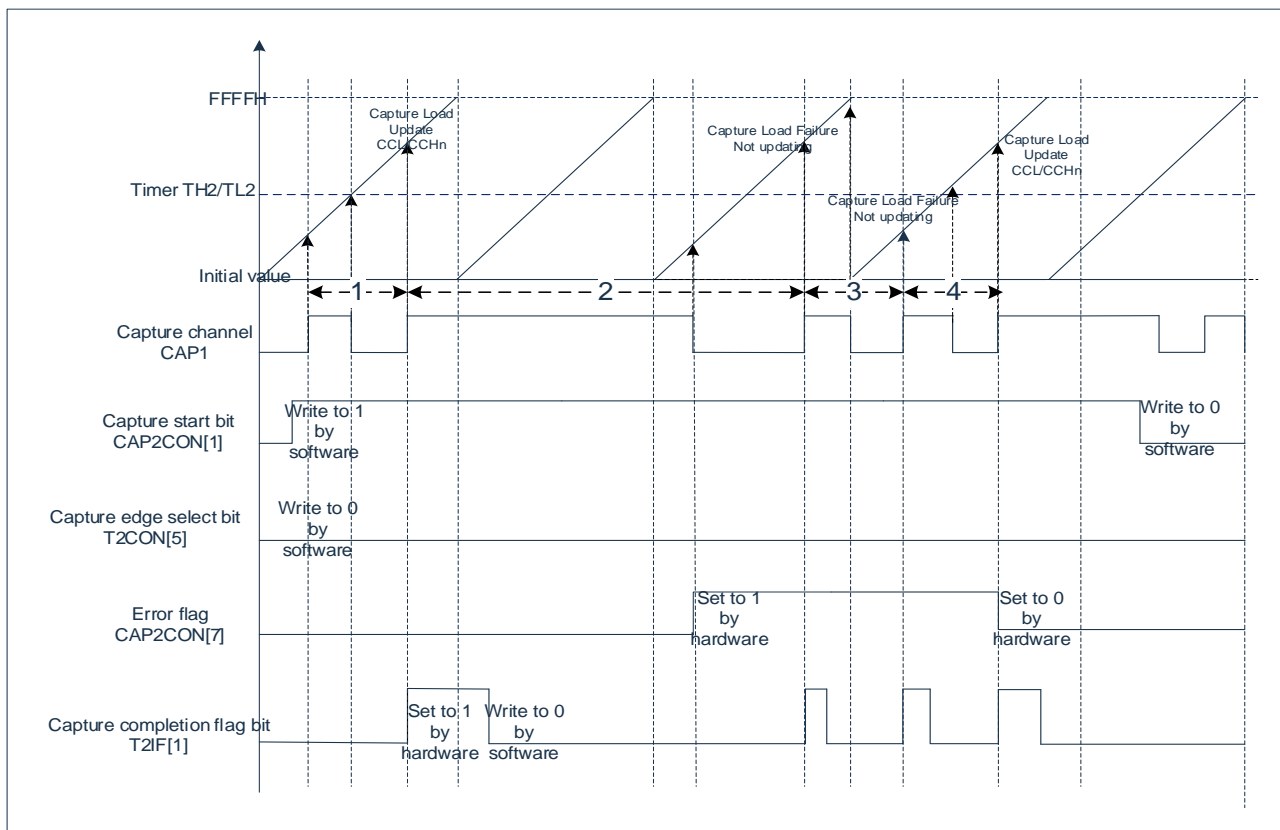 FFFFH
Capture Load
Update
CCL/CCHn
Capture Load Failure
Not updating
Capture Load
Update
CCL/CCHn
Timer TH2/TL2
Capture Load Failure
Not updating
Initial value
1
2
3
4
Capture channel
CAP1
Capture start bit
CAP2CON[1]
Write to 1
by
software
Write to 0
by
software
Capture edge select bit
T2CON[5]
Write to 0
by
software
Error flag
CAP2CON[7]
Set to 1
by
hardware
Set to 0
by
hardware
Capture completion flag bit
T2IF[1]
Set to 1
by
hardware
Write to 0
by
software